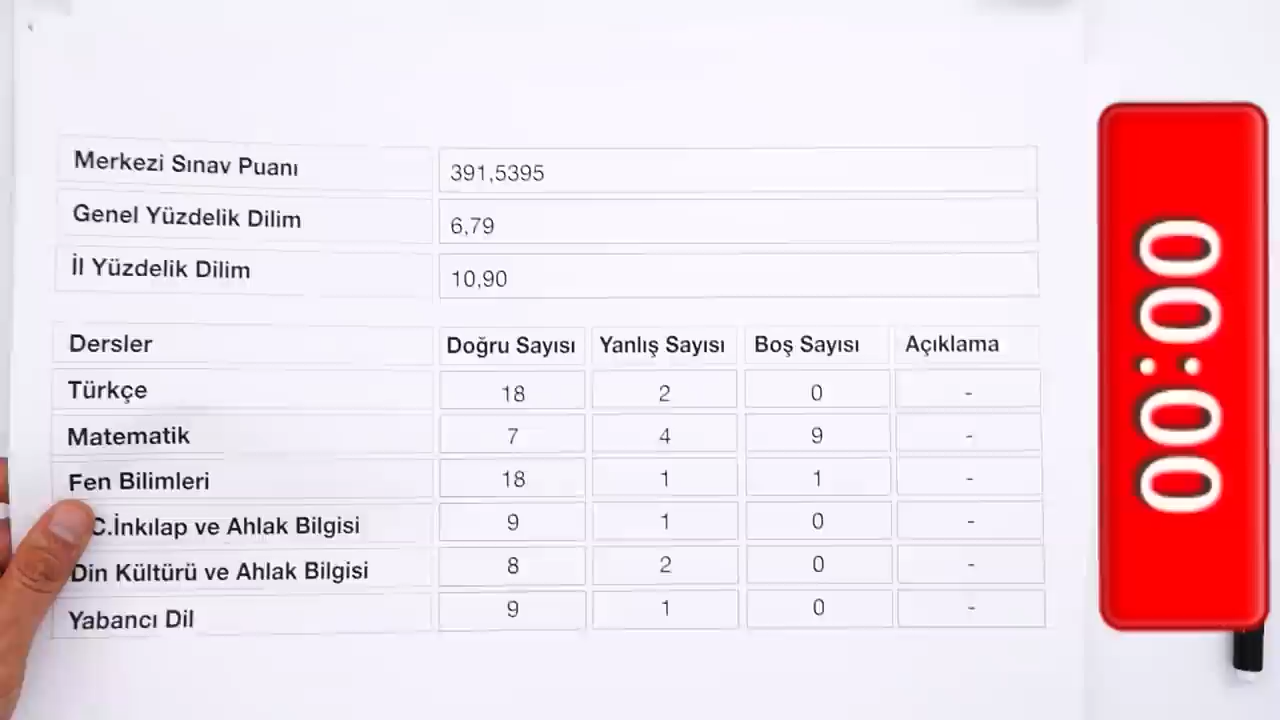 Merkezi Sınav Puanı 391,5395
Genel Yüzdelik Dilim 6,79
İl Yüzdelik Dilim 10,90
Dersler Doğru Sayısı Yanlış Sayısı Boş Sayısı Açıklama
Türkçe 18 2 0 -
Matematik 7 4 9 -
Fen Bilimleri 18 1 1 -
C.İnkılap ve Ahlak Bilgisi 9 1 0 -
Din Kültürü ve Ahlak Bilgisi 8 2 0 -
Yabancı Dil 9 1 0 -
00:00